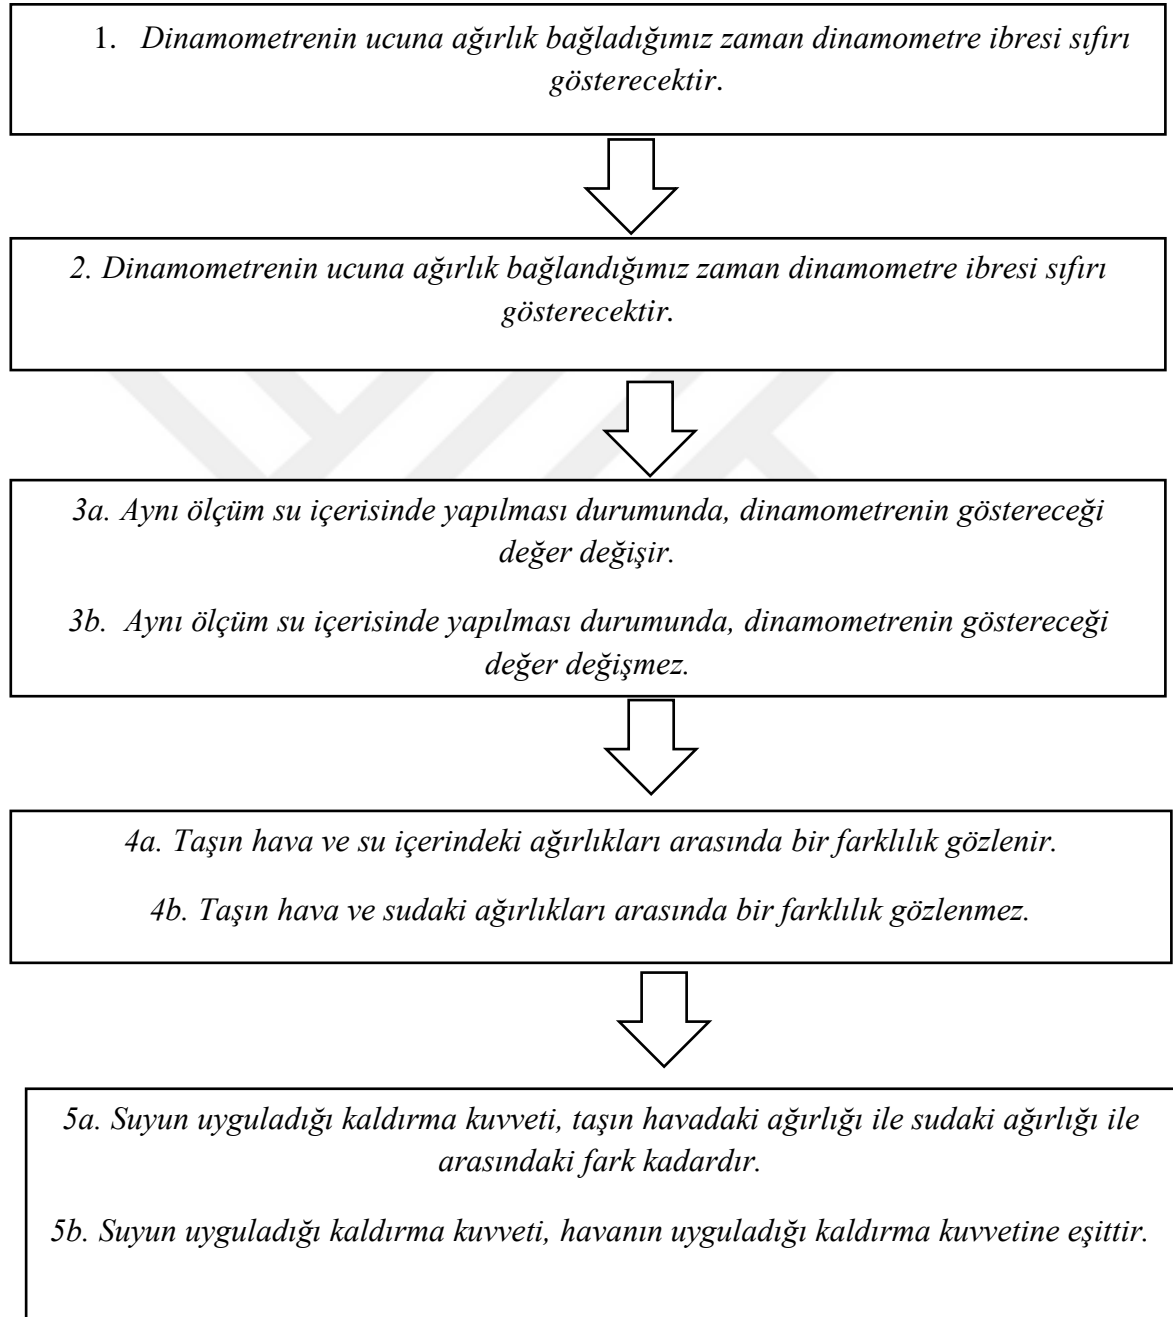 1. Dinamometrenin ucuna ağırlık bağladığımız zaman dinamometre ibresi sıfırı
gösterecektir.
2. Dinamometrenin ucuna ağırlık bağlandığımız zaman dinamometre ibresi sıfırı
gösterecektir.
3a. Aynı ölçüm su içerisinde yapılması durumunda, dinamometrenin göstereceği
değer değişir.
3b. Aynı ölçüm su içerisinde yapılması durumunda, dinamometrenin göstereceği
değer değişmez.
4a. Taşın hava ve su içerindeki ağırlıkları arasında bir farklılık gözlenir.
4b. Taşın hava ve sudaki ağırlıkları arasında bir farklılık gözlenmez.
5a. Suyun uyguladığı kaldırma kuvveti, taşın havadaki ağırlığı ile sudaki ağırlığı ile
arasındaki fark kadardır.
5b. Suyun uyguladığı kaldırma kuvveti, havanın uyguladığı kaldırma kuvvetine eşittir.